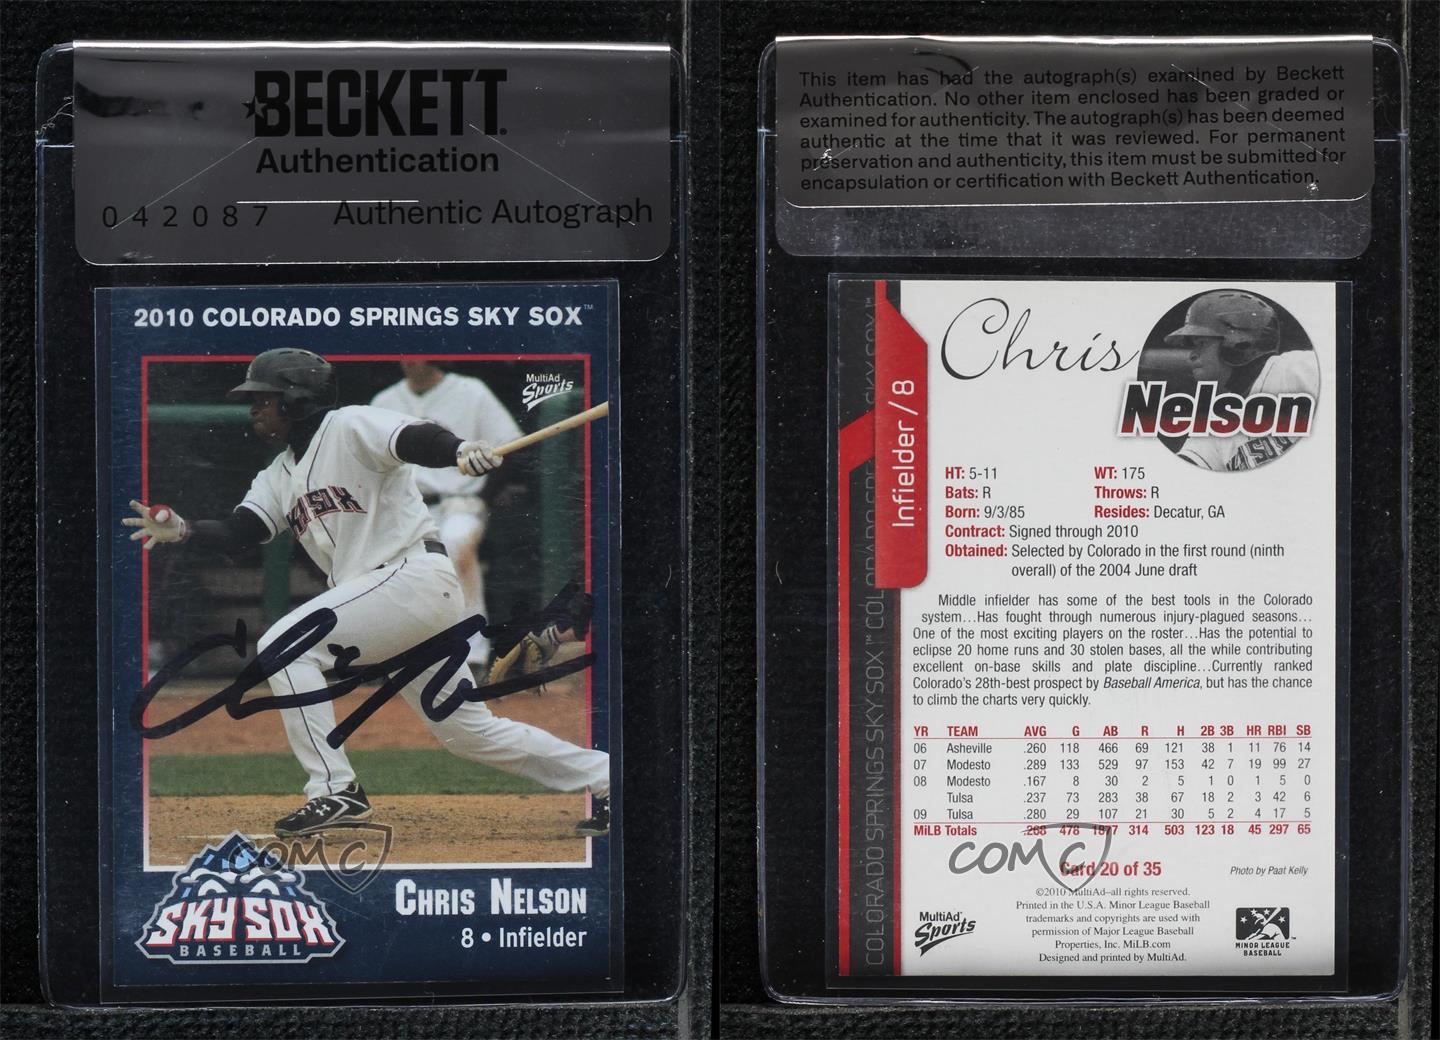 BECKETT
Authentication
042087 Authentic Autograph
2010 COLORADO SPRINGS SKY SOX™
MultiAd
Sports
SKY SOX
SKY SOX
BASEBALL
COMC
CHRIS NELSON
8 • Infielder
This item has had the autograph(s) examined by Beckett
Authentication. No other item enclosed has been graded or
examined for authenticity. The autograph(s) has been deemed
authentic at the time that it was reviewed. For permanent
preservation and authenticity, this item must be submitted for
encapsulation or certification with Beckett Authentication.
COLORADO SPRINGS SKY SOX™ COLORADO SPRINGS SKY SOX™
Infielder / 8
Chris
Nelson
HT: 5-11 WT: 175
Bats: R Throws: R
Born: 9/3/85 Resides: Decatur, GA
Contract: Signed through 2010
Obtained: Selected by Colorado in the first round (ninth
overall) of the 2004 June draft
Middle infielder has some of the best tools in the Colorado
system...Has fought through numerous injury-plagued seasons...
One of the most exciting players on the roster...Has the potential to
eclipse 20 home runs and 30 stolen bases, all the while contributing
excellent on-base skills and plate discipline...Currently ranked
Colorado's 28th-best prospect by Baseball America, but has the chance
to climb the charts very quickly.
YR TEAM AVG G AB R H 2B 3B HR RBI SB
06 Asheville .260 118 466 69 121 38 1 11 76 14
07 Modesto .289 133 529 97 153 42 7 19 99 27
08 Modesto .167 8 30 2 5 1 0 1 5 0
Tulsa .237 73 283 38 67 18 2 3 42 6
09 Tulsa .280 29 107 21 30 5 2 4 17 5
MiLB Totals .268 478 1877 314 503 123 18 45 297 65
COMC
Card 20 of 35
Photo by Paat Kelly
©2010 MultiAd–all rights reserved.
Printed in the U.S.A. Minor League Baseball
trademarks and copyrights are used with
permission of Major League Baseball
Properties, Inc. MiLB.com
Designed and printed by MultiAd.
MultiAd
Sports
MINOR LEAGUE
BASEBALL